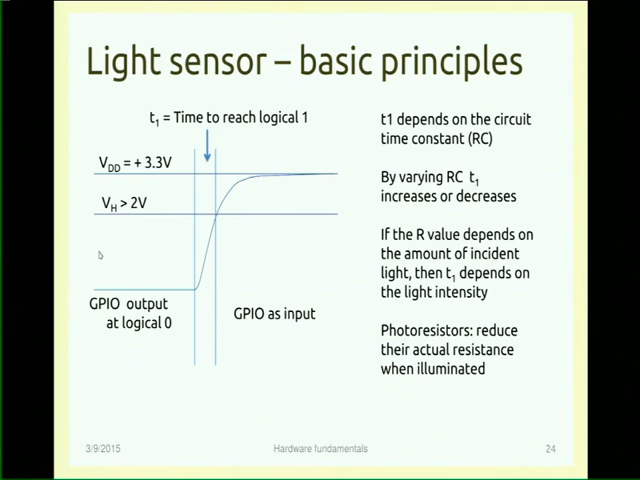 Light sensor – basic principles
t1 = Time to reach logical 1
VDD = + 3.3V
VH > 2V
GPIO output
at logical 0
GPIO as input
t1 depends on the circuit
time constant (RC)
By varying RC t1
increases or decreases
If the R value depends on
the amount of incident
light, then t1 depends on
the light intensity
Photoresistors: reduce
their actual resistance
when illuminated
3/9/2015
Hardware fundamentals
24